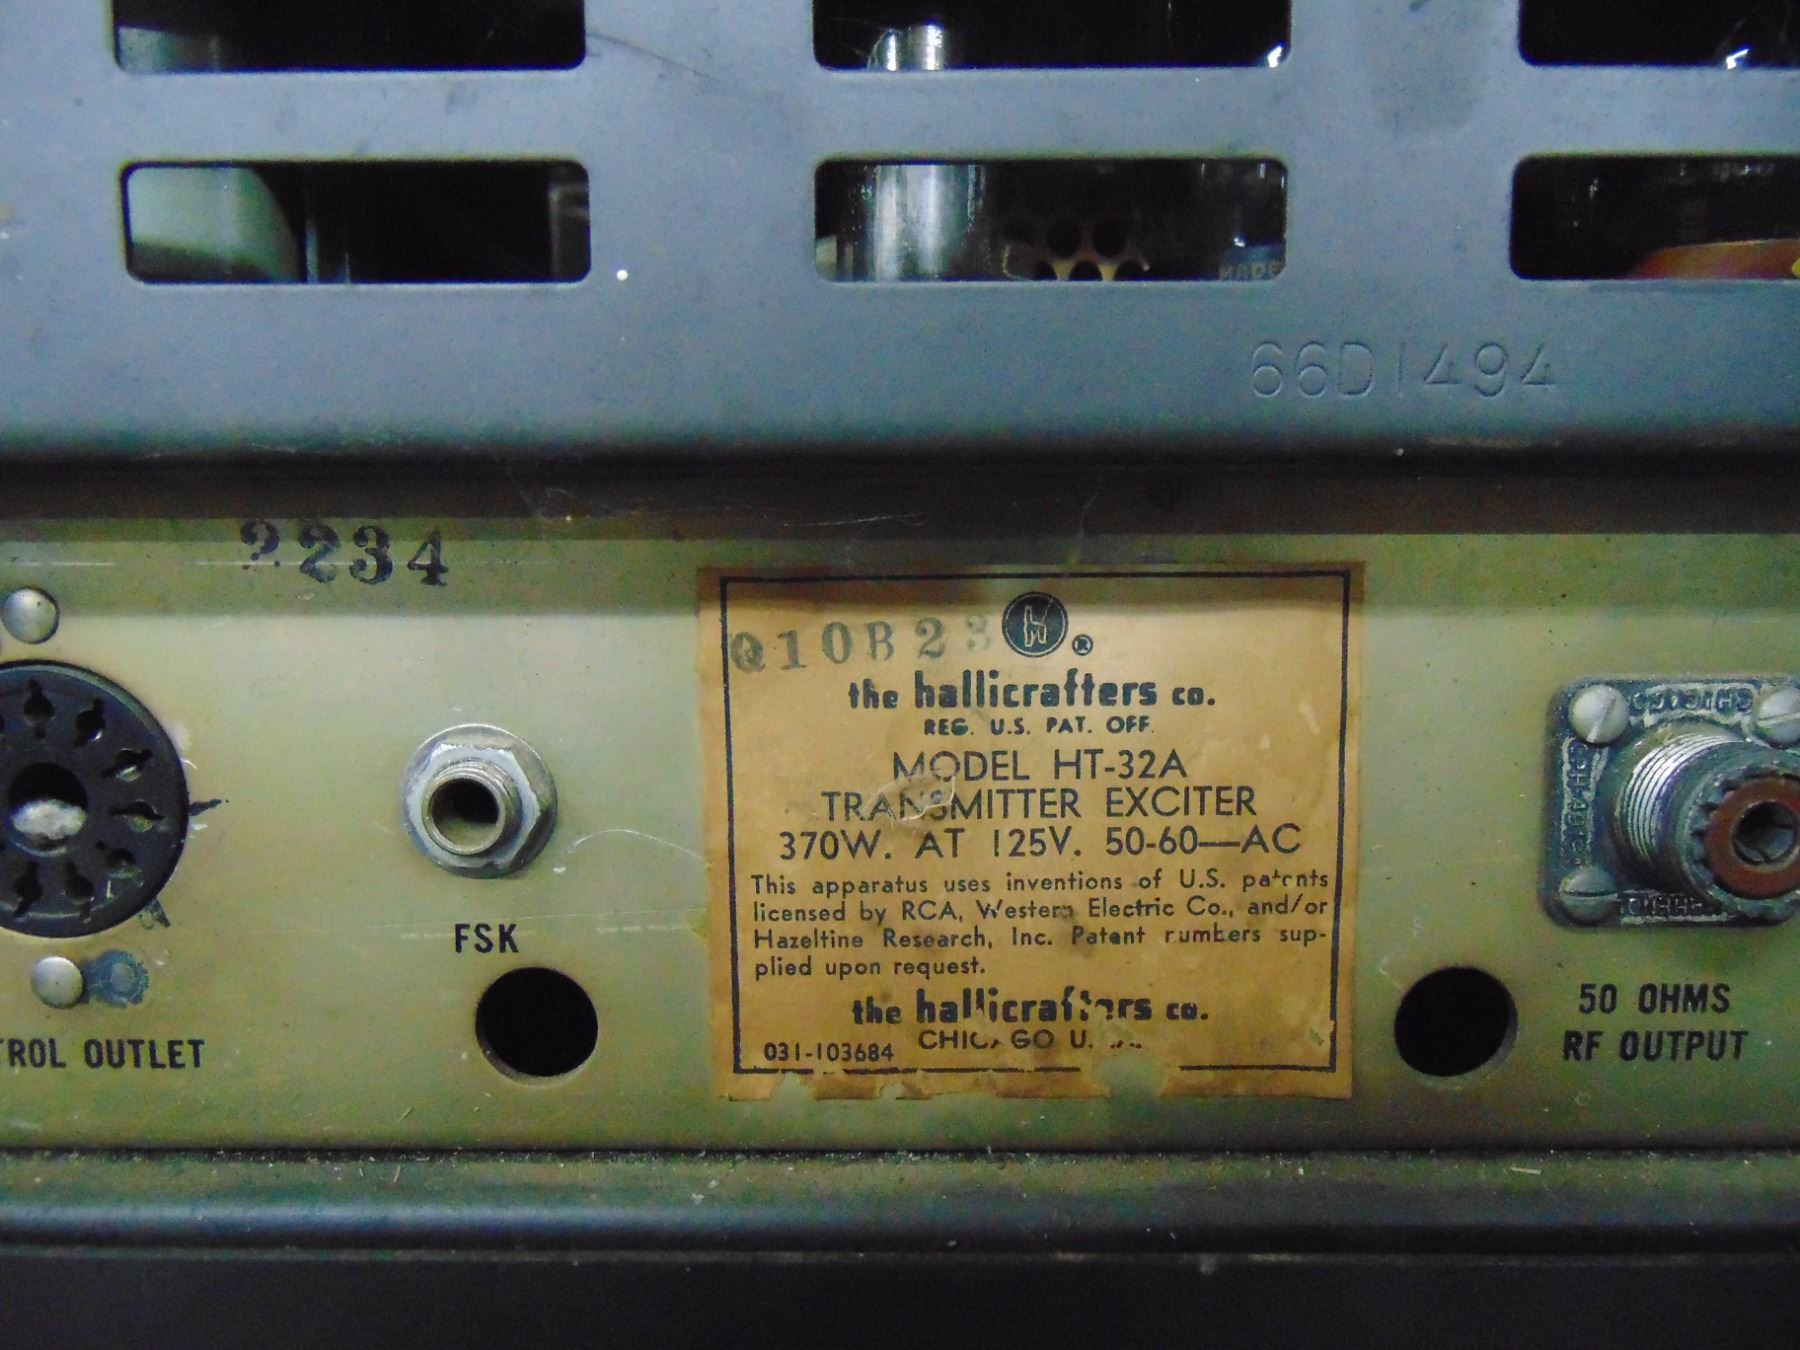 MADE
66D1494
2234
Q10B23
®
the hallicrafters co.
REG. U.S. PAT. OFF.
MODEL HT-32A
TRANSMITTER EXCITER
370W. AT 125V. 50-60—AC
This apparatus uses inventions of U.S. patents
licensed by RCA, Western Electric Co., and/or
Hazeltine Research, Inc. Patent numbers sup-
plied upon request.
the hallicrafters co.
031-103684 CHICAGO U.
FSK
TROL OUTLET
50 OHMS
RF OUTPUT